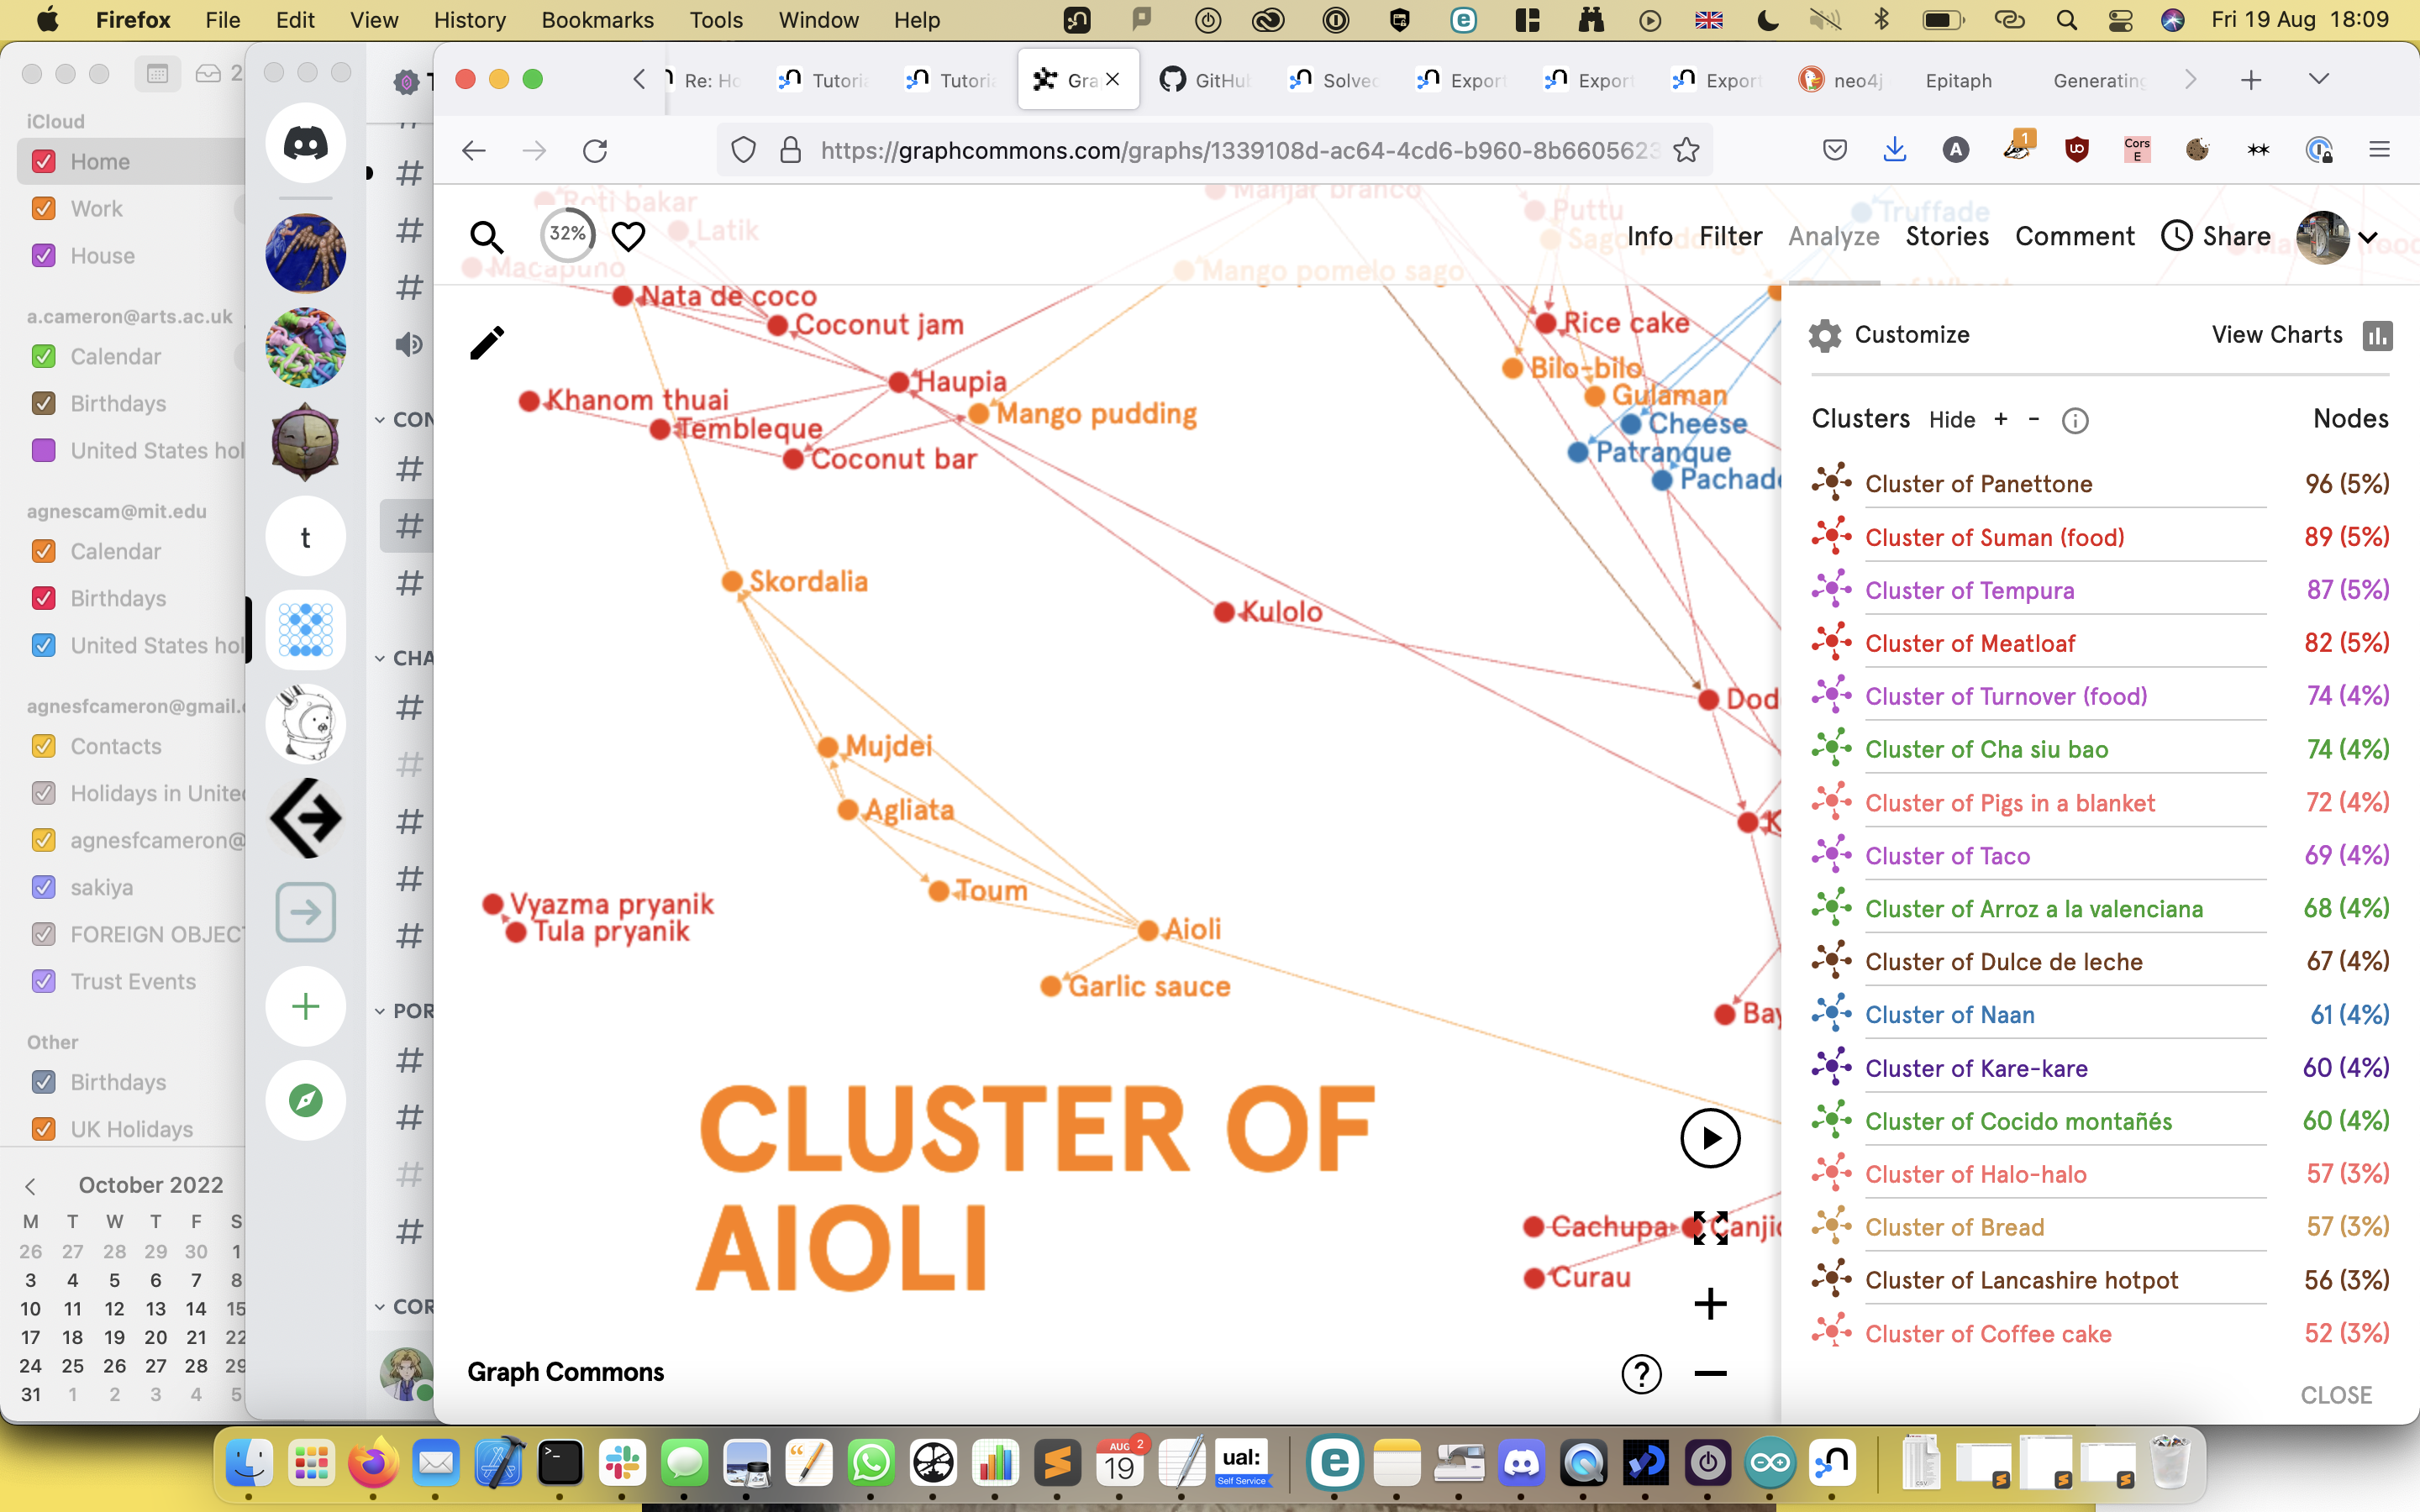 Firefox File Edit View History Bookmarks Tools Window Help Fri 19 Aug 18:09
2
iCloud
Home
Work
House
a.cameron@arts.ac.uk
Calendar
Birthdays
United States hol
agnescam@mit.edu
Calendar
Birthdays
United States hol
agnesfcameron@gmail.c
Contacts
Holidays in Unite
agnesfcameron@
sakiya
FOREIGN OBJEC
Trust Events
Other
Birthdays
UK Holidays
October 2022
M T W T F S
26 27 28 29 30 1
3 4 5 6 7 8
10 11 12 13 14 15
17 18 19 20 21 22
24 25 26 27 28 29
31 1 2 3 4 5
t
T
CON
CHA
POR
COR
Re: Ho Tutoria Tutoria Gra GitHub Solved Export Export Export neo4j Epitaph Generating
https://graphcommons.com/graphs/1339108d-ac64-4cd6-b960-8b6605623
A 1 Cors E
32%
Info Filter Analyze Stories Comment Share
Roti bakar
Latik
Macapuno
Manjar branco
Mango pomelo sago
Puttu
Truffade
Nata de coco
Coconut jam
Haupia
Khanom thuai
Mango pudding
Tembleque
Coconut bar
Rice cake
Bilo-bilo
Gulaman
Cheese
Patranque
Pachad
Skordalia
Kulolo
Dod
Mujdei
Agliata
K
Toum
Vyazma pryanik
Tula pryanik
Aioli
Garlic sauce
Bay
CLUSTER OF
AIOLI
Cachupa
Canjic
Curau
Graph Commons
?
Customize View Charts
Clusters Hide + - i Nodes
Cluster of Panettone 96 (5%)
Cluster of Suman (food) 89 (5%)
Cluster of Tempura 87 (5%)
Cluster of Meatloaf 82 (5%)
Cluster of Turnover (food) 74 (4%)
Cluster of Cha siu bao 74 (4%)
Cluster of Pigs in a blanket 72 (4%)
Cluster of Taco 69 (4%)
Cluster of Arroz a la valenciana 68 (4%)
Cluster of Dulce de leche 67 (4%)
Cluster of Naan 61 (4%)
Cluster of Kare-kare 60 (4%)
Cluster of Cocido montañés 60 (4%)
Cluster of Halo-halo 57 (3%)
Cluster of Bread 57 (3%)
Cluster of Lancashire hotpot 56 (3%)
Cluster of Coffee cake 52 (3%)
CLOSE
AUG 2
19
ual:
Self Service